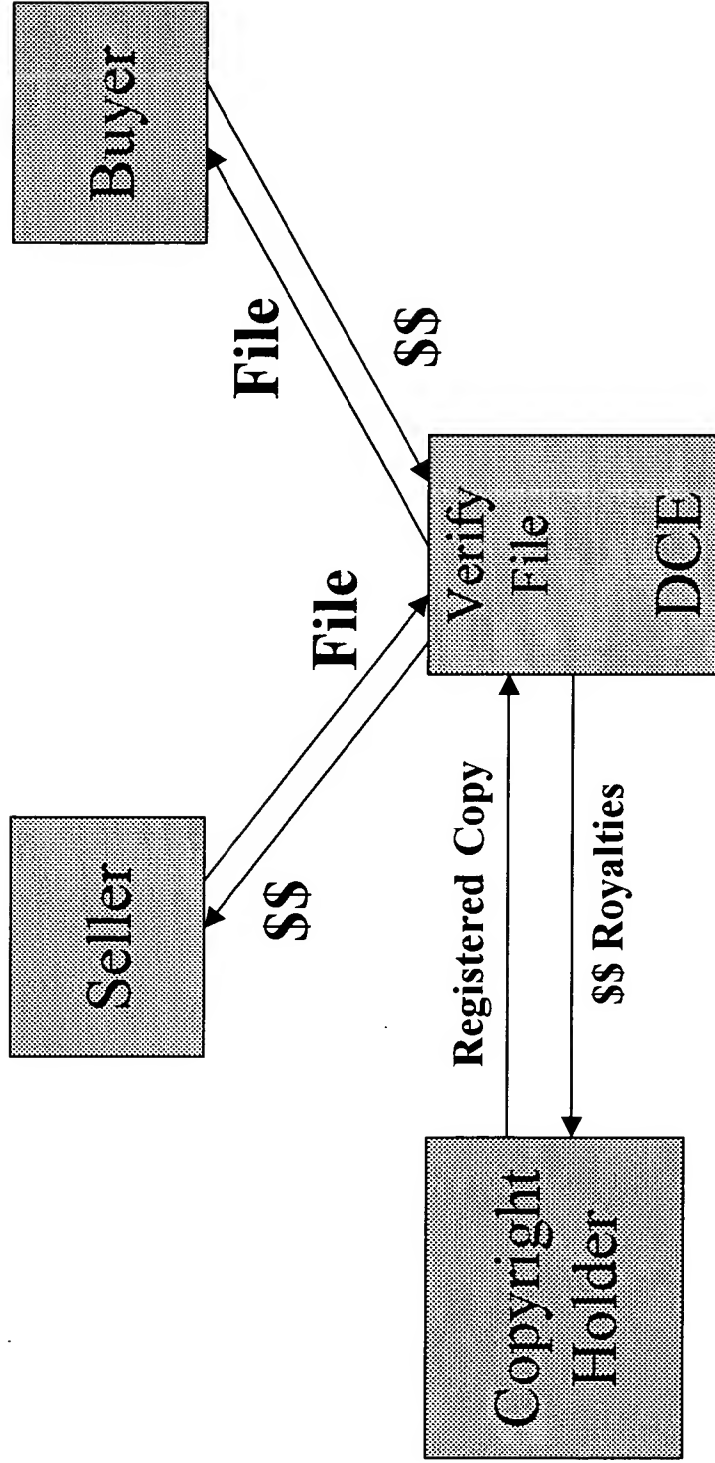 Seller
Buyer
File
$$
File
$$
Verify
File
DCE
Registered Copy
$$ Royalties
Copyright
Holder